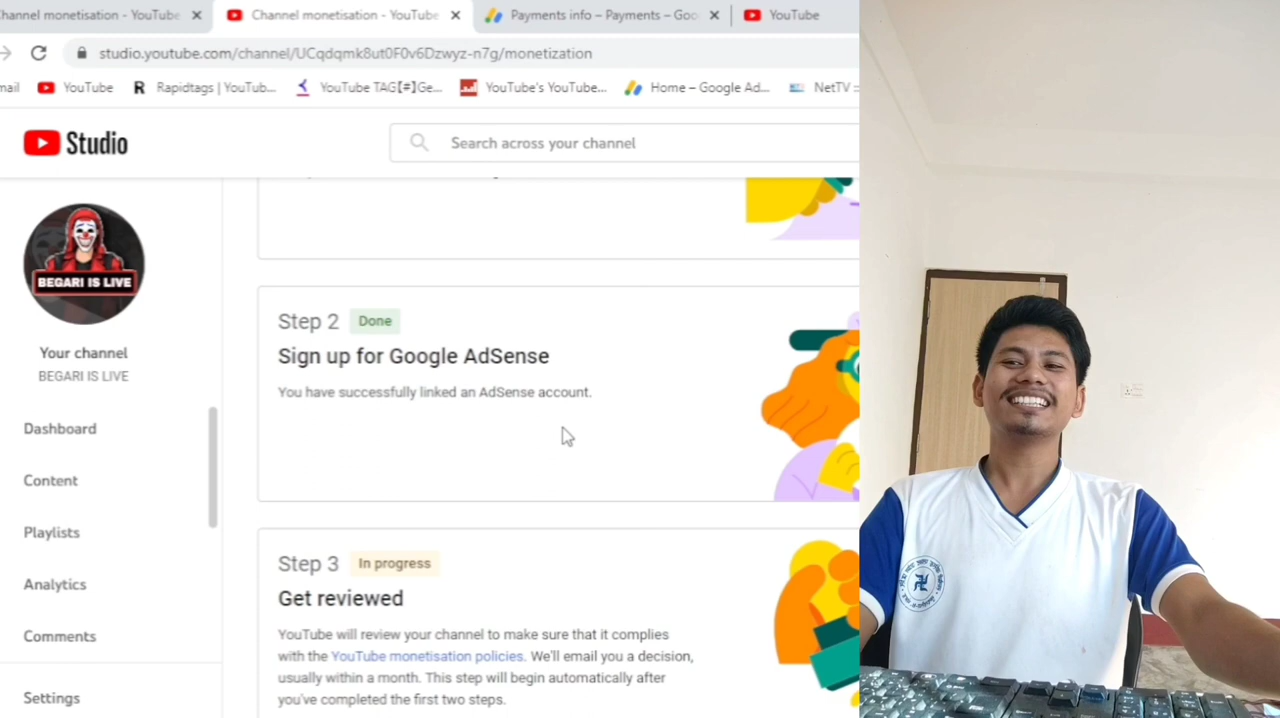 Channel monetisation - YouTube
Channel monetisation - YouTube
Payments info – Payments – Goo
YouTube
studio.youtube.com/channel/UCqdqmk8ut0F0v6Dzwyz-n7g/monetization
mail
YouTube
Rapidtags | YouTub...
YouTube TAG【#】Ge...
YouTube's YouTube...
Home – Google Ad...
NetTV ::
Studio
Search across your channel
BEGARI IS LIVE
Your channel
BEGARI IS LIVE
Dashboard
Content
Playlists
Analytics
Comments
Settings
Step 2 Done
Sign up for Google AdSense
You have successfully linked an AdSense account.
Step 3 In progress
Get reviewed
YouTube will review your channel to make sure that it complies
with the YouTube monetisation policies. We'll email you a decision,
usually within a month. This step will begin automatically after
you've completed the first two steps.